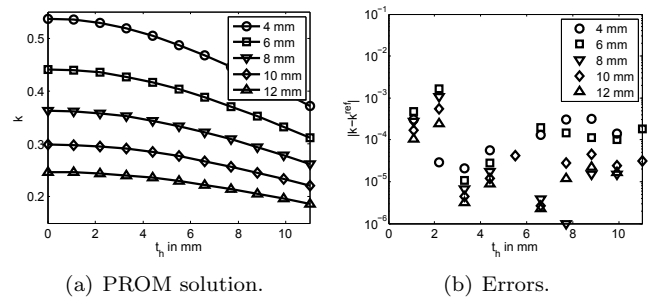 0.5
0.4
0.3
0.2
k
0 2 4 6 8 10
t_h in mm
4 mm
6 mm
8 mm
10 mm
12 mm
10^{-1}
10^{-2}
10^{-3}
10^{-4}
10^{-5}
10^{-6}
|k−k^{ref}|
0 2 4 6 8 10
t_h in mm
4 mm
6 mm
8 mm
10 mm
12 mm
(a) PROM solution.
(b) Errors.